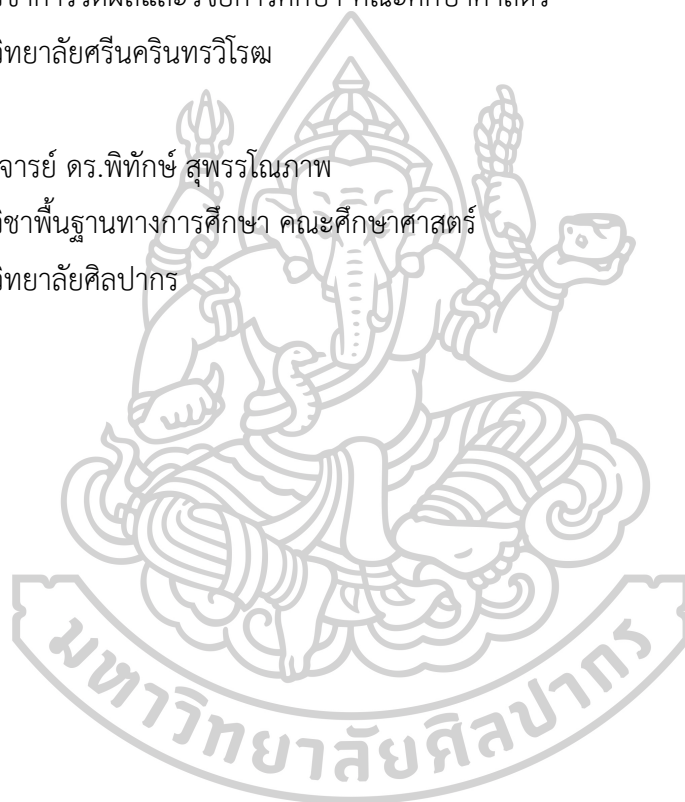 วิทยาลัยศรีนครินทรวิโรฒ
จารย์ ดร.พิทักษ์ สุพรรโณภาพ
วิชาพื้นฐานทางการศึกษา คณะศึกษาศาสตร์
วิทยาลัยศิลปากร
มหาวิทยาลัยศิลปากร